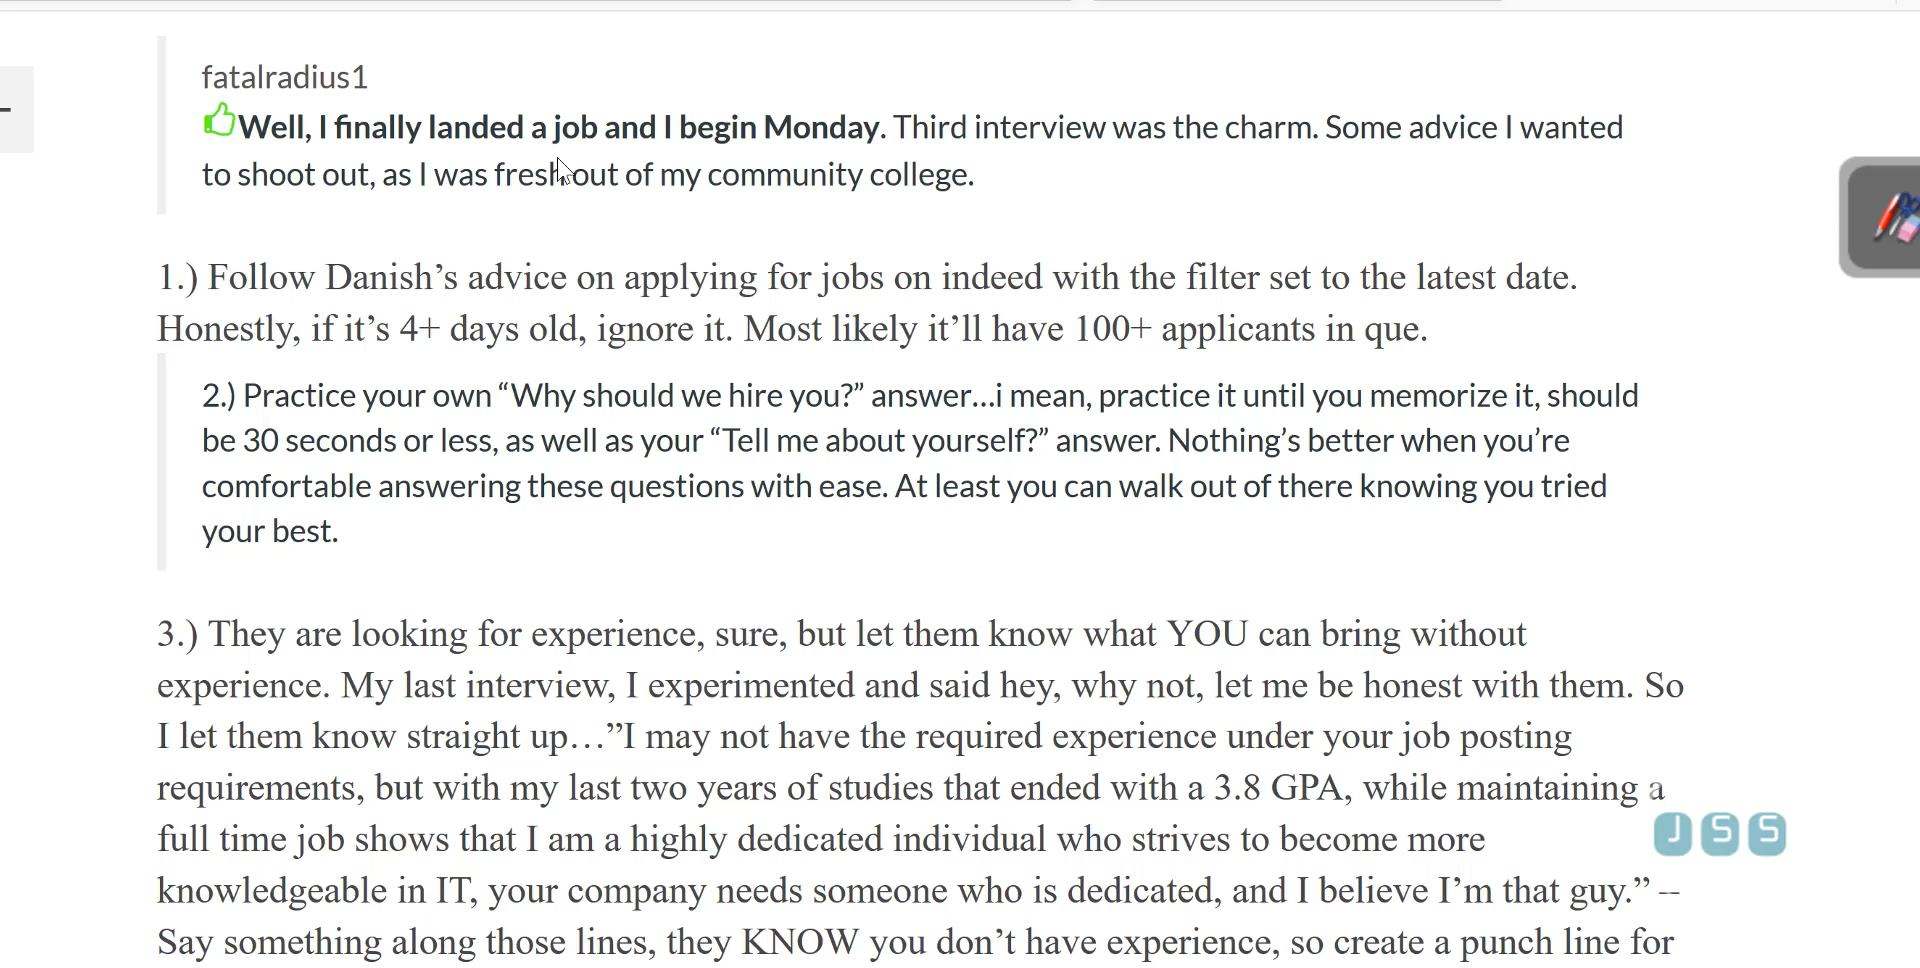 fatalradius1
Well, I finally landed a job and I begin Monday. Third interview was the charm. Some advice I wanted
to shoot out, as I was fresh out of my community college.
1.) Follow Danish’s advice on applying for jobs on indeed with the filter set to the latest date.
Honestly, if it’s 4+ days old, ignore it. Most likely it’ll have 100+ applicants in que.
2.) Practice your own “Why should we hire you?” answer…i mean, practice it until you memorize it, should
be 30 seconds or less, as well as your “Tell me about yourself?” answer. Nothing’s better when you’re
comfortable answering these questions with ease. At least you can walk out of there knowing you tried
your best.
3.) They are looking for experience, sure, but let them know what YOU can bring without
experience. My last interview, I experimented and said hey, why not, let me be honest with them. So
I let them know straight up…”I may not have the required experience under your job posting
requirements, but with my last two years of studies that ended with a 3.8 GPA, while maintaining a
full time job shows that I am a highly dedicated individual who strives to become more
knowledgeable in IT, your company needs someone who is dedicated, and I believe I’m that guy.” –
Say something along those lines, they KNOW you don’t have experience, so create a punch line for
JSS